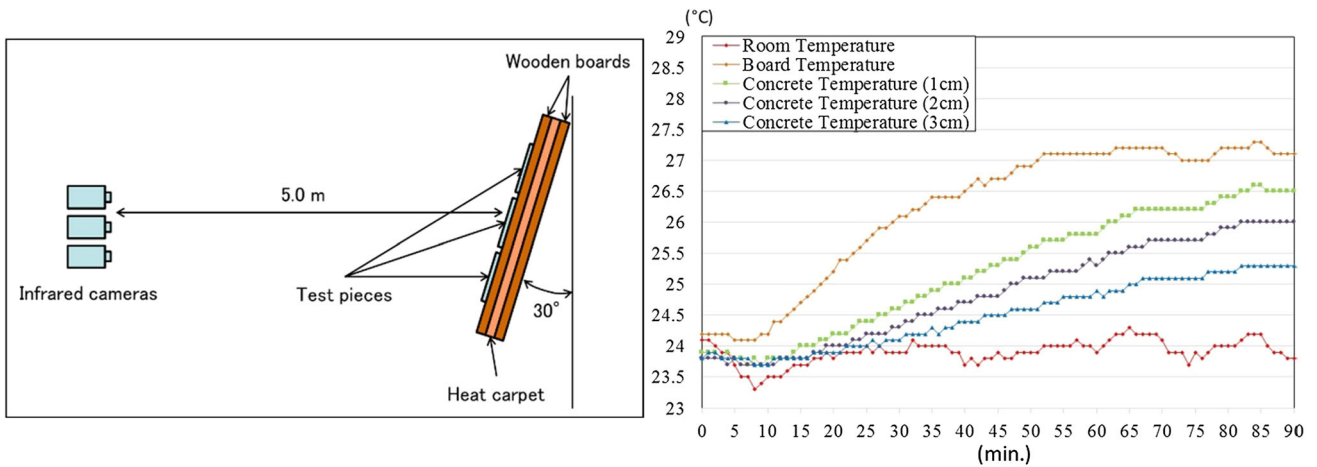 Wooden boards
5.0 m
Infrared cameras
Test pieces
30°
Heat carpet
(°C)
29
28.5
28
27.5
27
26.5
26
25.5
25
24.5
24
23.5
23
Room Temperature
Board Temperature
Concrete Temperature (1cm)
Concrete Temperature (2cm)
Concrete Temperature (3cm)
0 5 10 15 20 25 30 35 40 45 50 55 60 65 70 75 80 85 90
(min.)